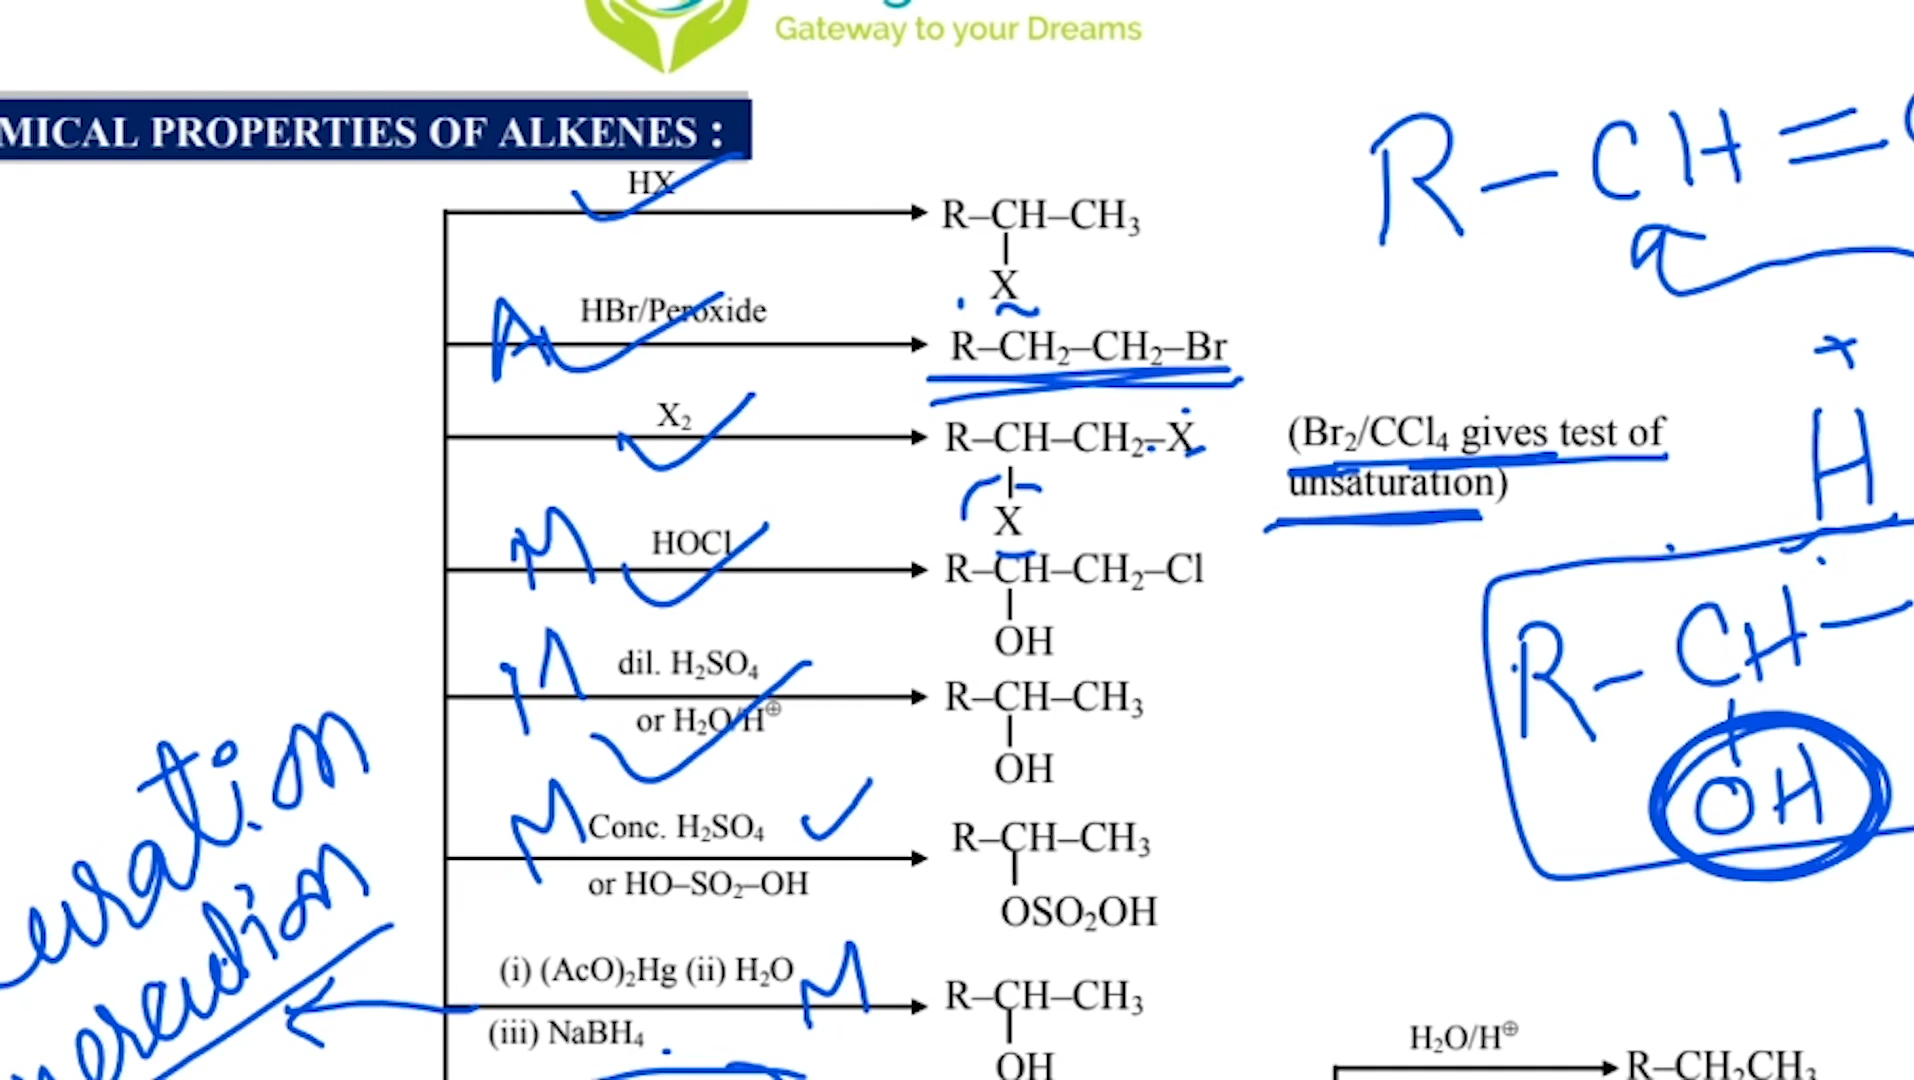 Gateway to your Dreams
MICAL PROPERTIES OF ALKENES :
R – CH =
HX
R–CH–CH₃
X
HBr/Peroxide
A
R–CH₂–CH₂–Br
X₂
R–CH–CH₂–X
X
(Br₂/CCl₄ gives test of
unsaturation)
H
M
HOCl
R–CH–CH₂–Cl
OH
R – CH –
OH
M
dil. H₂SO₄
or H₂O/H⊕
R–CH–CH₃
OH
M
Conc. H₂SO₄
or HO–SO₂–OH
R–CH–CH₃
OSO₂OH
(i) (AcO)₂Hg (ii) H₂O
M
(iii) NaBH₄
R–CH–CH₃
OH
H₂O/H⊕
R–CH₂CH₃